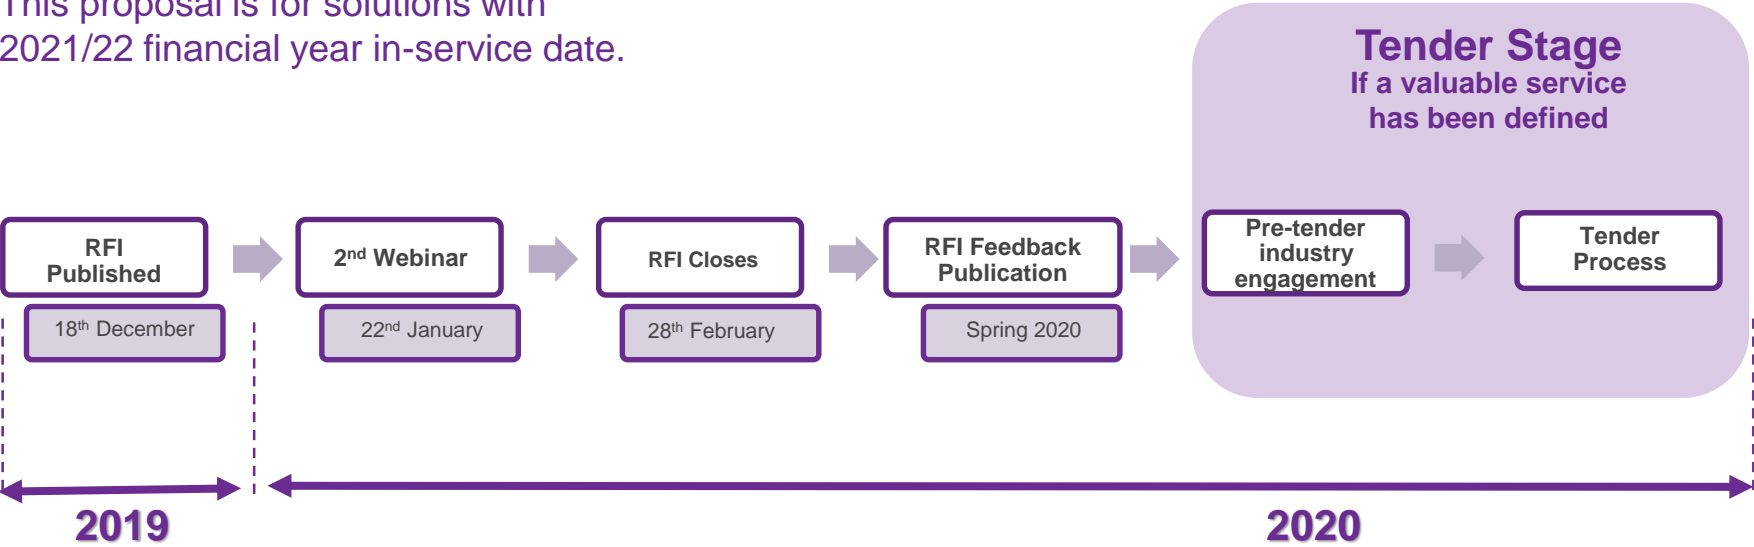 This proposal is for solutions with
2021/22 financial year in-service date.
Tender Stage
If a valuable service
has been defined
RFI
Published
2nd Webinar
RFI Closes
RFI Feedback
Publication
Pre-tender
industry
engagement
Tender
Process
18th December
22nd January
28th February
Spring 2020
2019
2020